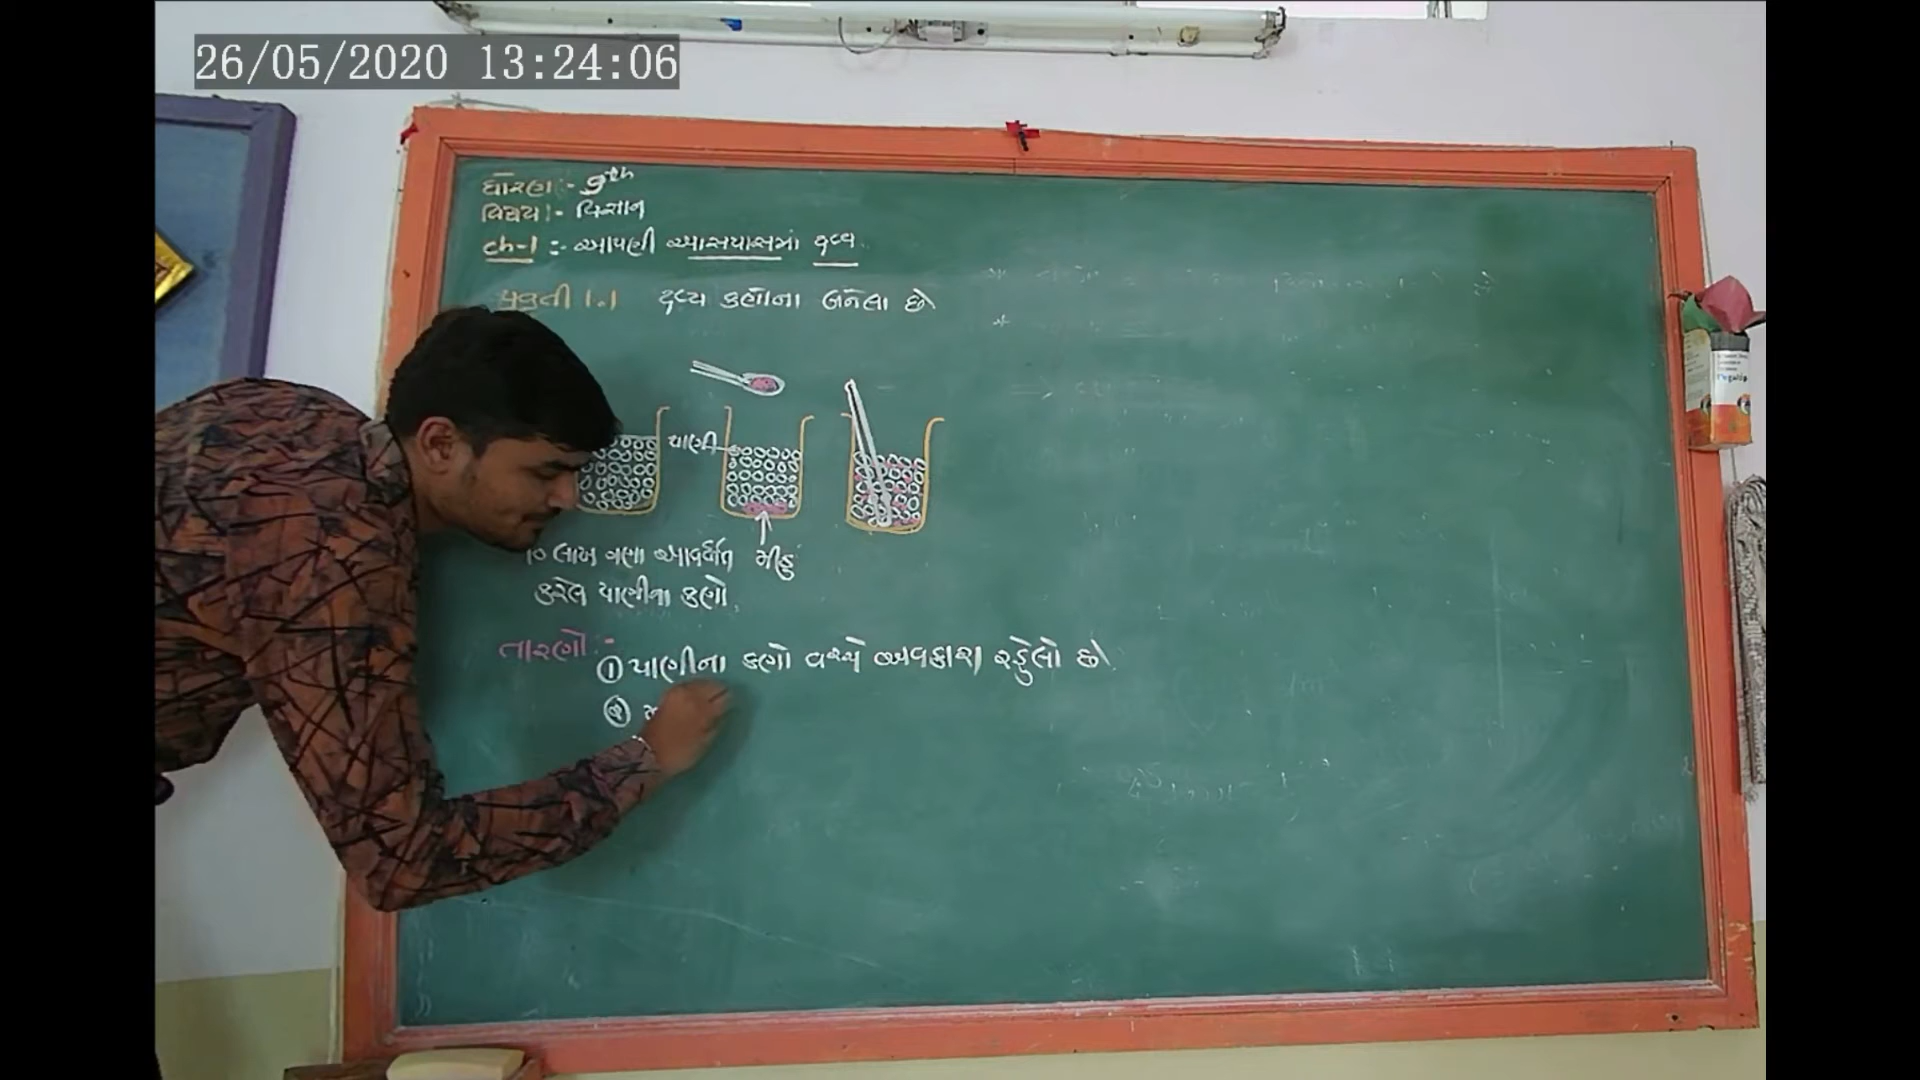 26/05/2020 13:24:06
ધોરણ :- 9th
વિષય :- વિજ્ઞાન
ch-1 :- આપણી આસપાસમાં દ્રવ્ય
પ્રવૃતી 1.1 દ્રવ્ય કણોના બનેલા છે
પાણી
૧૦ લાખ ગણા આવર્ધીત
મીઠુ
કરેલ પાણીના કણો
તારણો :-
① પાણીના કણો વચ્ચે અવકાશ રહેલો છે.
②